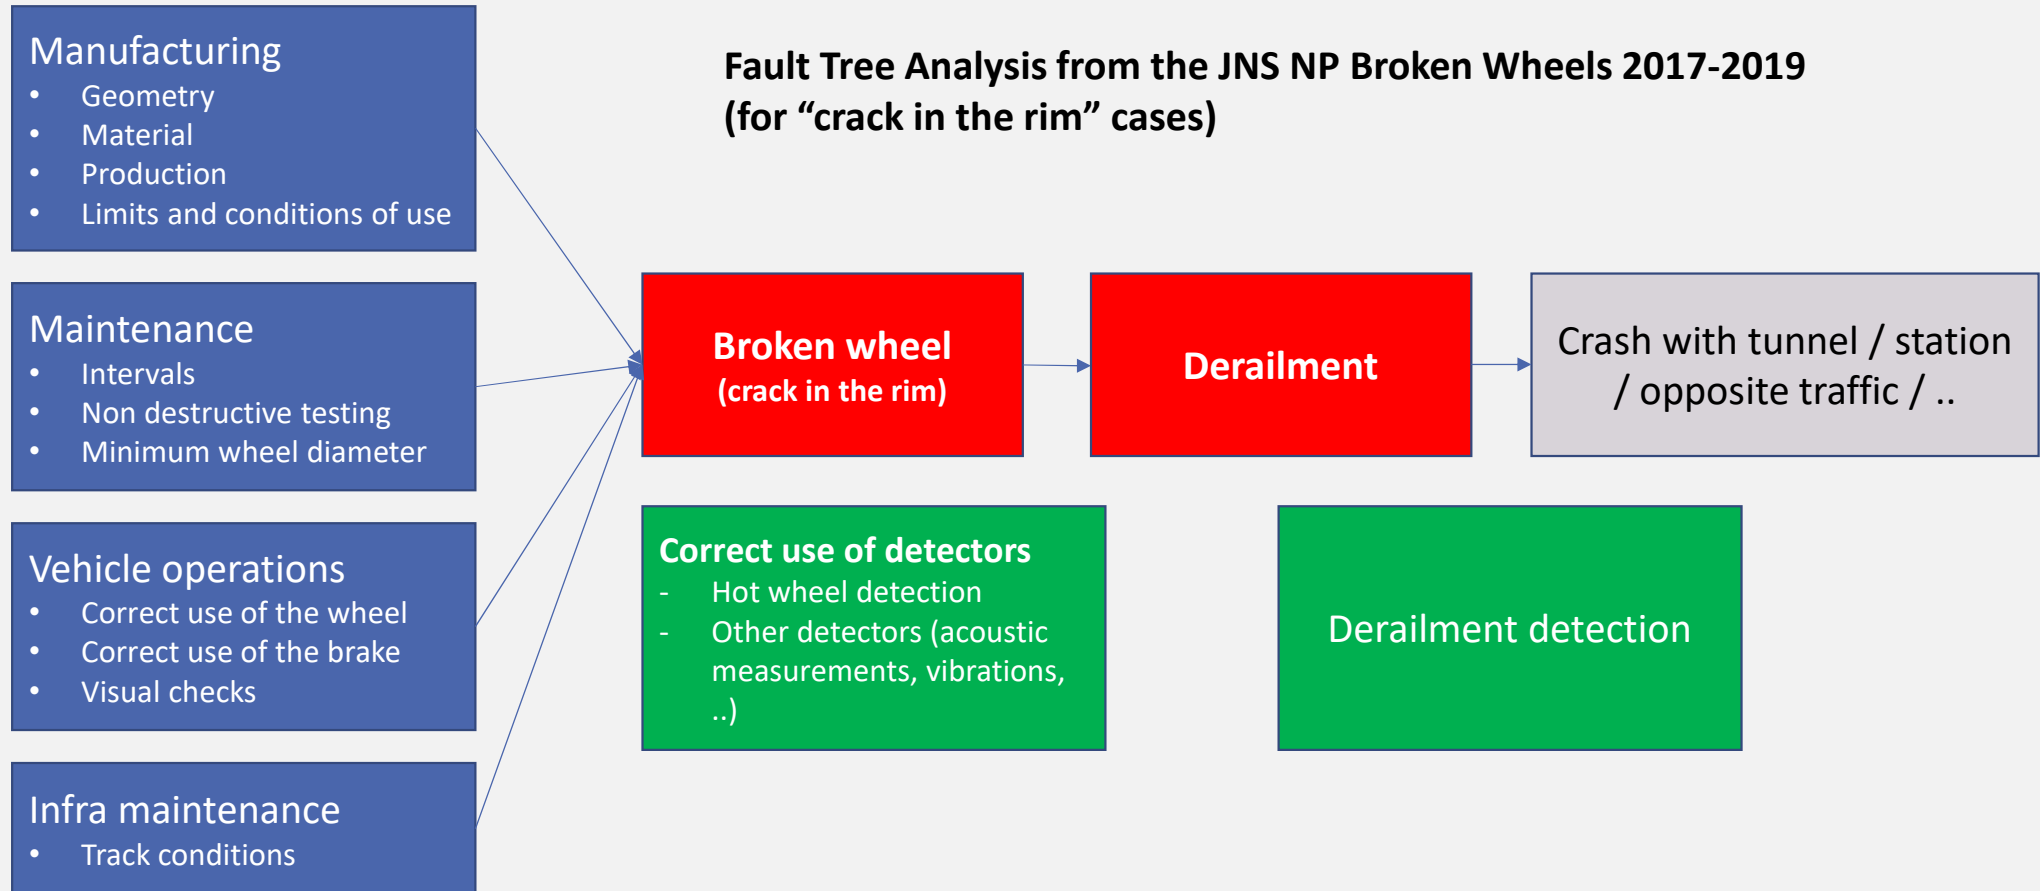 Fault Tree Analysis from the JNS NP Broken Wheels 2017-2019
(for “crack in the rim” cases)
Manufacturing
• Geometry
• Material
• Production
• Limits and conditions of use
Maintenance
• Intervals
• Non destructive testing
• Minimum wheel diameter
Vehicle operations
• Correct use of the wheel
• Correct use of the brake
• Visual checks
Infra maintenance
• Track conditions
Broken wheel
(crack in the rim)
Derailment
Crash with tunnel / station
/ opposite traffic / ..
Correct use of detectors
- Hot wheel detection
- Other detectors (acoustic
measurements, vibrations,
..)
Derailment detection